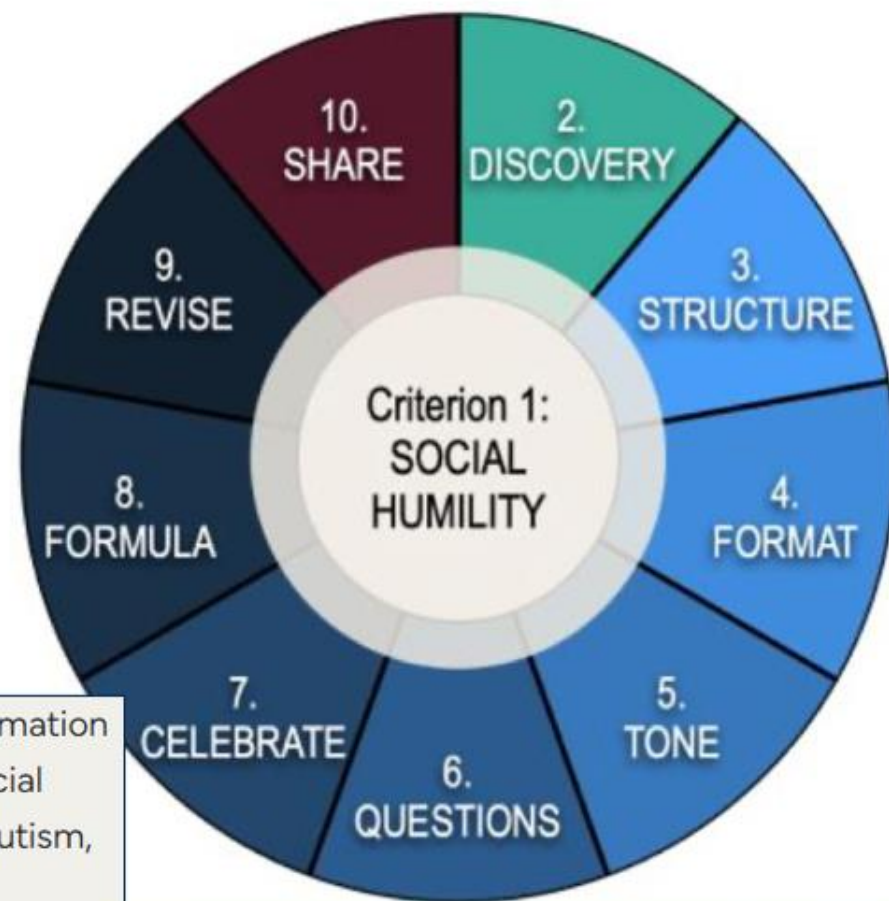 10.
SHARE
2.
DISCOVERY
3.
STRUCTURE
4.
FORMAT
5.
TONE
6.
QUESTIONS
7.
CELEBRATE
8.
FORMULA
9.
REVISE
Criterion 1:
SOCIAL
HUMILITY